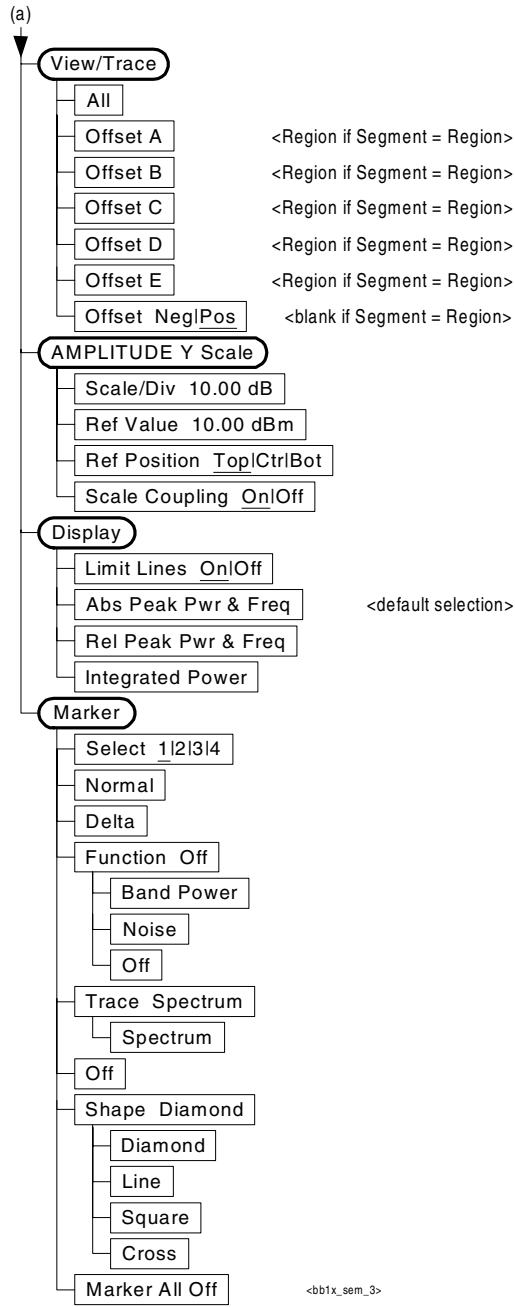 (a)
View/Trace
All
Offset A <Region if Segment = Region>
Offset B <Region if Segment = Region>
Offset C <Region if Segment = Region>
Offset D <Region if Segment = Region>
Offset E <Region if Segment = Region>
Offset Neg|Pos <blank if Segment = Region>
AMPLITUDE Y Scale
Scale/Div 10.00 dB
Ref Value 10.00 dBm
Ref Position Top|Ctr|Bot
Scale Coupling On|Off
Display
Limit Lines On|Off
Abs Peak Pwr & Freq <default selection>
Rel Peak Pwr & Freq
Integrated Power
Marker
Select 1|2|3|4
Normal
Delta
Function Off
Band Power
Noise
Off
Trace Spectrum
Spectrum
Off
Shape Diamond
Diamond
Line
Square
Cross
Marker All Off <bb1x_sem_3>